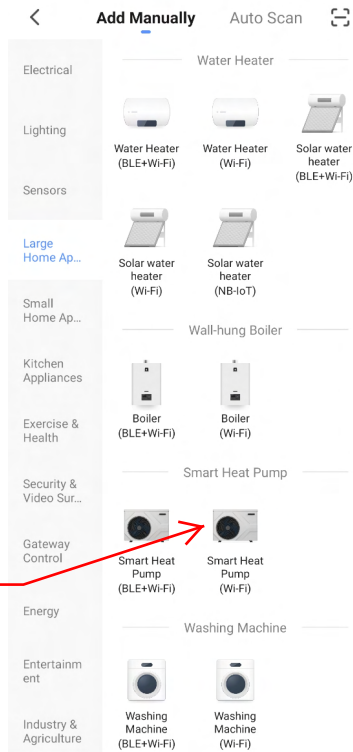 Add Manually
Auto Scan
Electrical
Lighting
Sensors
Large
Home Ap...
Small
Home Ap...
Kitchen
Appliances
Exercise &
Health
Security &
Video Sur...
Gateway
Control
Energy
Entertainm
ent
Industry &
Agriculture
Water Heater
Water Heater
(BLE+Wi-Fi)
Water Heater
(Wi-Fi)
Solar water
heater
(BLE+Wi-Fi)
Solar water
heater
(Wi-Fi)
Solar water
heater
(NB-IoT)
Wall-hung Boiler
Boiler
(BLE+Wi-Fi)
Boiler
(Wi-Fi)
Smart Heat Pump
Smart Heat
Pump
(BLE+Wi-Fi)
Smart Heat
Pump
(Wi-Fi)
Washing Machine
Washing
Machine
(BLE+Wi-Fi)
Washing
Machine
(Wi-Fi)